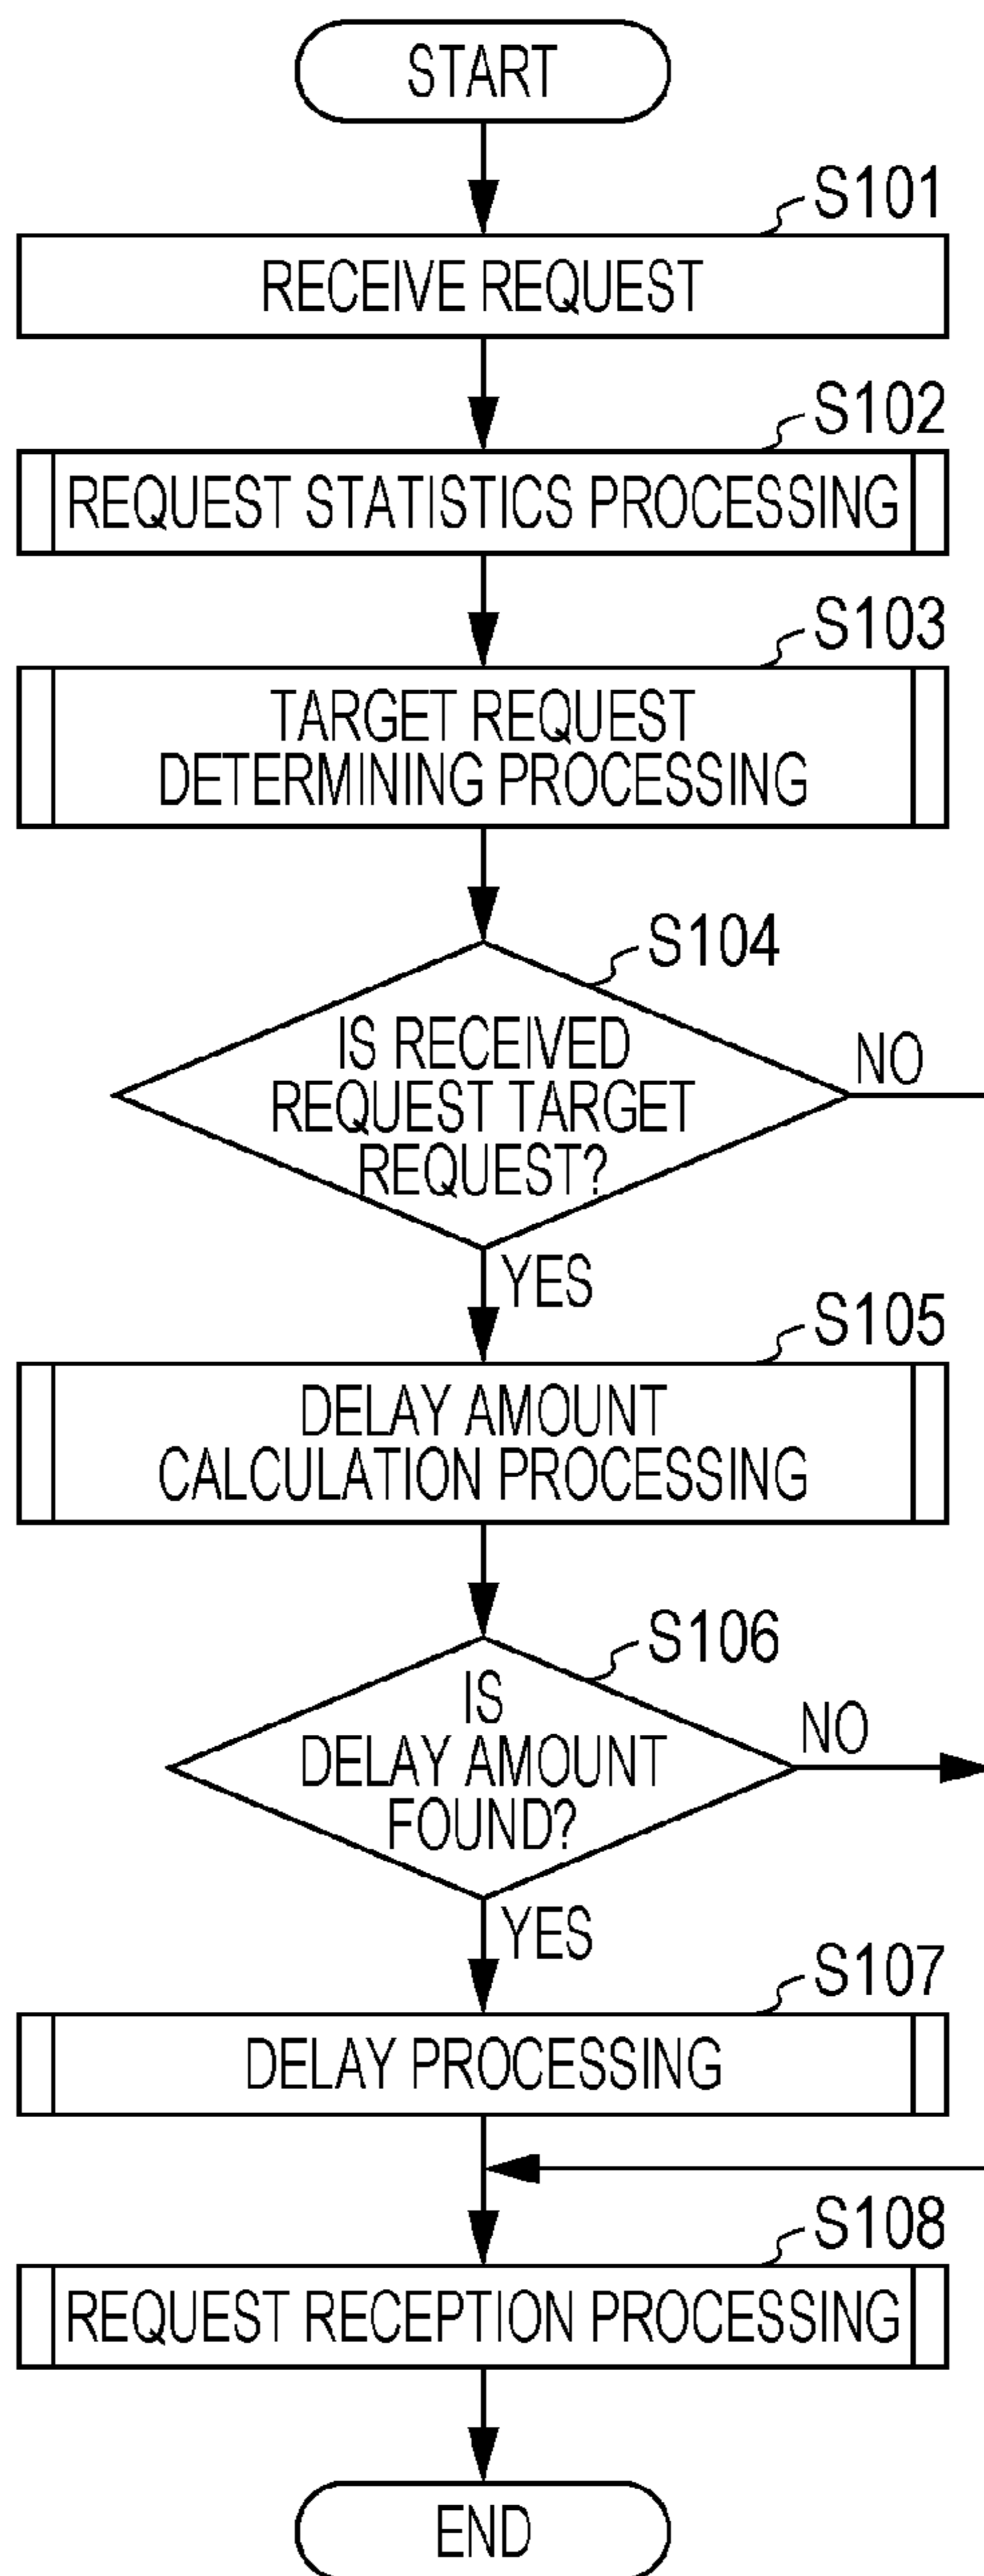 START
S101
RECEIVE REQUEST
S102
REQUEST STATISTICS PROCESSING
S103
TARGET REQUEST
DETERMINING PROCESSING
S104
IS RECEIVED
REQUEST TARGET
REQUEST?
NO
YES
S105
DELAY AMOUNT
CALCULATION PROCESSING
S106
IS
DELAY AMOUNT
FOUND?
NO
YES
S107
DELAY PROCESSING
S108
REQUEST RECEPTION PROCESSING
END